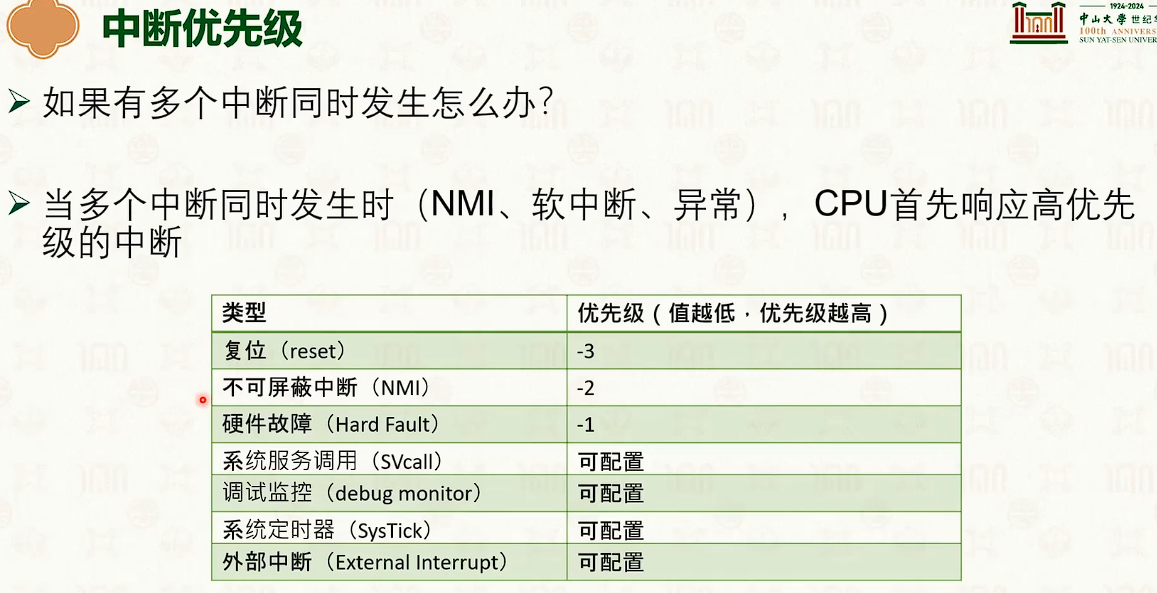 中断优先级
1924-2024
中山大学 世纪
100th ANNIVERS
SUN YAT-SEN UNIVER
如果有多个中断同时发生怎么办?
当多个中断同时发生时（NMI、软中断、异常）， CPU首先响应高优先
级的中断
类型 优先级（值越低，优先级越高）
复位（reset） -3
不可屏蔽中断（NMI） -2
硬件故障（Hard Fault） -1
系统服务调用（SVcall） 可配置
调试监控（debug monitor） 可配置
系统定时器（SysTick） 可配置
外部中断（External Interrupt） 可配置